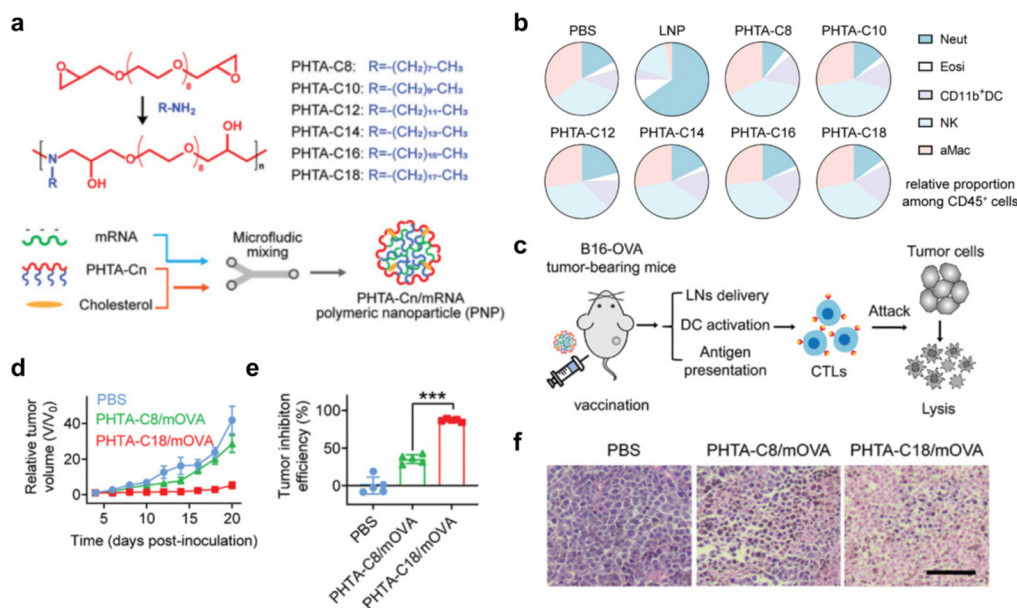 a
O
O
O
O
8
O
O
R-NH2
N
R
OH
O
O
8
O
OH
n
PHTA-C8: R=-(CH2)7-CH3
PHTA-C10: R=-(CH2)9-CH3
PHTA-C12: R=-(CH2)11-CH3
PHTA-C14: R=-(CH2)13-CH3
PHTA-C16: R=-(CH2)15-CH3
PHTA-C18: R=-(CH2)17-CH3
mRNA
PHTA-Cn
Cholesterol
Microfludic
mixing
PHTA-Cn/mRNA
polymeric nanoparticle (PNP)
b
PBS LNP PHTA-C8 PHTA-C10
PHTA-C12 PHTA-C14 PHTA-C16 PHTA-C18
Neut
Eosi
CD11b+DC
NK
aMac
relative proportion
among CD45+ cells
c
B16-OVA
tumor-bearing mice
vaccination
LNs delivery
DC activation
Antigen
presentation
CTLs
Attack
Tumor cells
Lysis
d
Relative tumor
volume (V/V0)
40
20
0
PBS
PHTA-C8/mOVA
PHTA-C18/mOVA
5 10 15 20
Time (days post-inoculation)
e
Tumor inhibiton
efficiency (%)
100
50
0
***
PBS
PHTA-C8/mOVA
PHTA-C18/mOVA
f
PBS PHTA-C8/mOVA PHTA-C18/mOVA